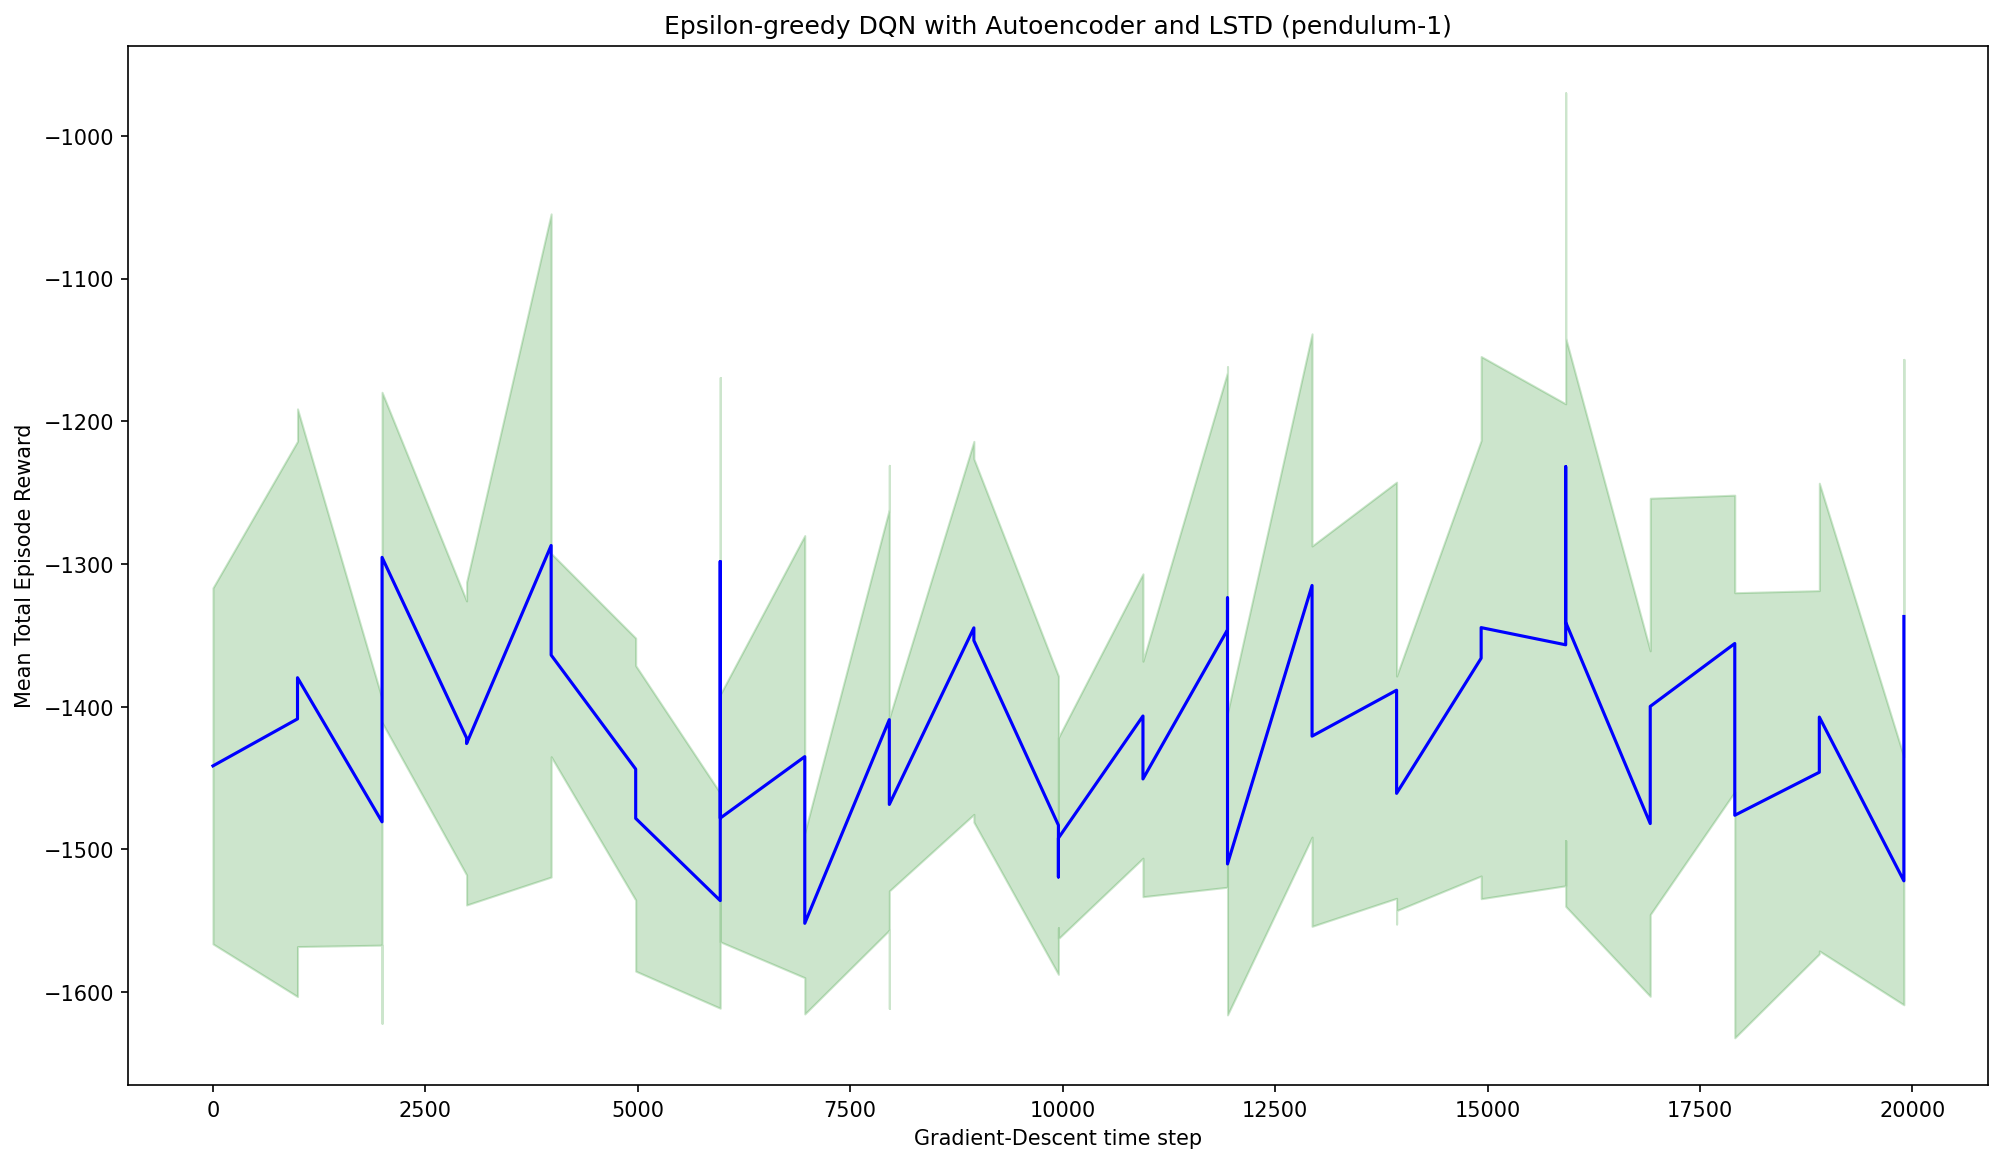 Epsilon-greedy DQN with Autoencoder and LSTD (pendulum-1)
Mean Total Episode Reward
−1000
−1100
−1200
−1300
−1400
−1500
−1600
0 2500 5000 7500 10000 12500 15000 17500 20000
Gradient-Descent time step